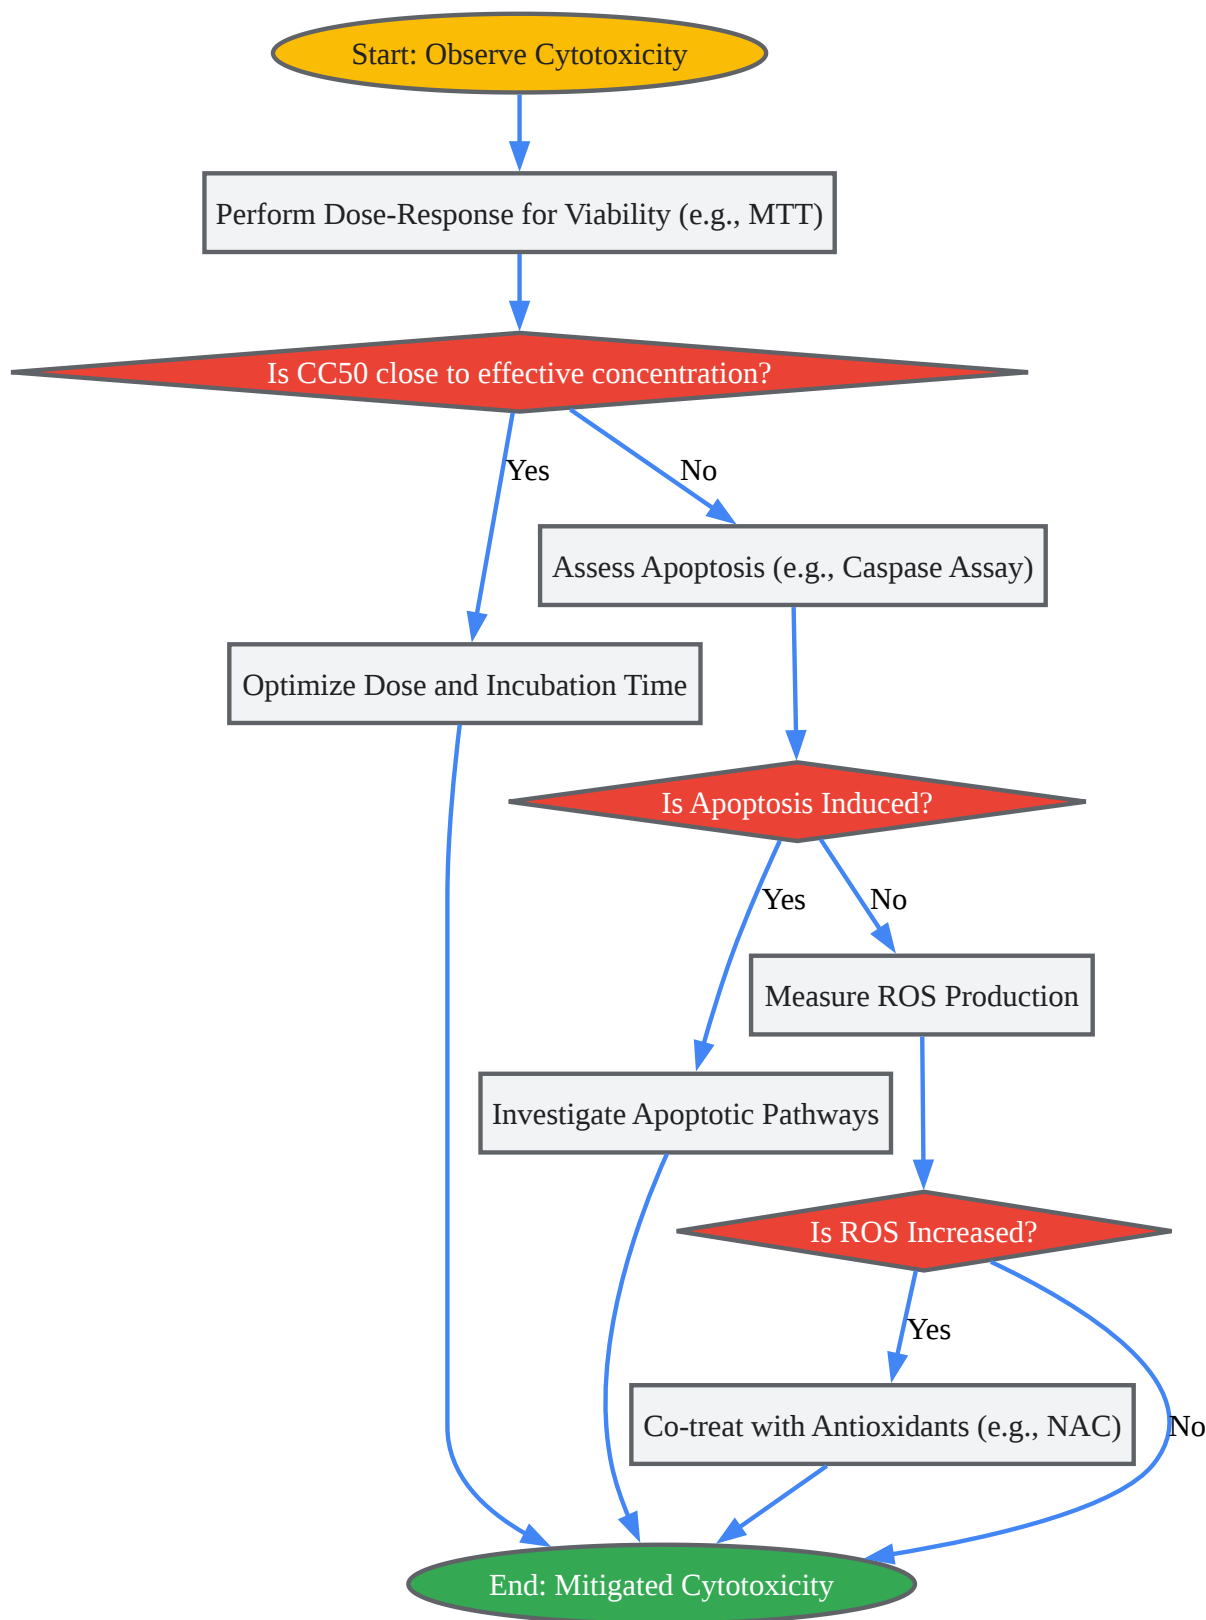 Start: Observe Cytotoxicity
Perform Dose-Response for Viability (e.g., MTT)
Is CC50 close to effective concentration?
Yes
No
Assess Apoptosis (e.g., Caspase Assay)
Optimize Dose and Incubation Time
Is Apoptosis Induced?
Yes
No
Measure ROS Production
Investigate Apoptotic Pathways
Is ROS Increased?
Yes
Co-treat with Antioxidants (e.g., NAC)
No
End: Mitigated Cytotoxicity